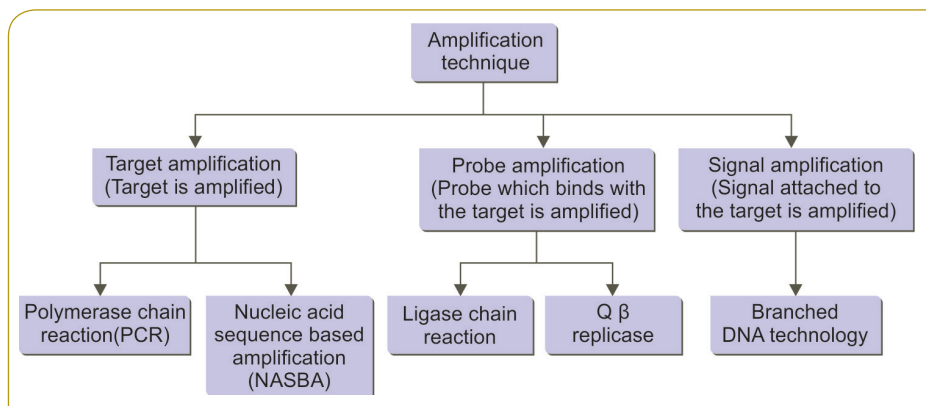 Amplification
technique
Target amplification
(Target is amplified)
Probe amplification
(Probe which binds with
the target is amplified)
Signal amplification
(Signal attached to
the target is amplified)
Polymerase chain
reaction(PCR)
Nucleic acid
sequence based
amplification
(NASBA)
Ligase chain
reaction
Q β
replicase
Branched
DNA technology